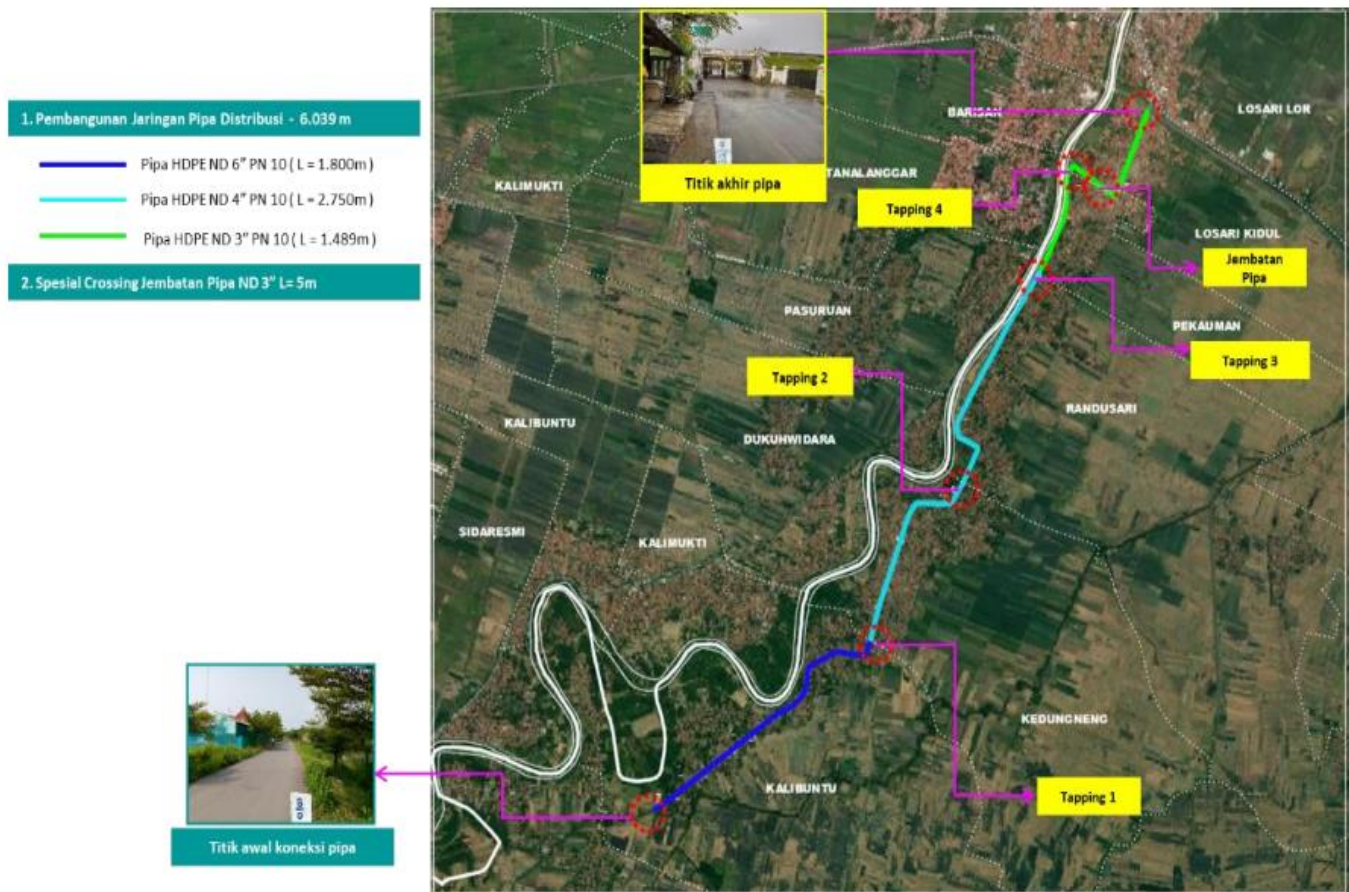 1. Pembangunan Jaringan Pipa Distribusi - 6.039 m
Pipa HDPE ND 6" PN 10 ( L = 1.800m)
Pipa HDPE ND 4" PN 10 ( L = 2.750m)
Pipa HDPE ND 3" PN 10 ( L = 1.489m)
2. Spesial Crossing Jembatan Pipa ND 3" L= 5m
Titik akhir pipa
BARISAN
LOSARI LOR
KALIMUKTI
TANALANGGAR
Tapping 4
LOSARI KIDUL
Jembatan
Pipa
PASURUAN
PEKAUMAN
Tapping 3
Tapping 2
RANDUSARI
KALIBUNTU
DUKUHWIDARA
SIDARESMI
KALIMUKTI
KEDUNGNENG
KALIBUNTU
Tapping 1
Titik awal koneksi pipa